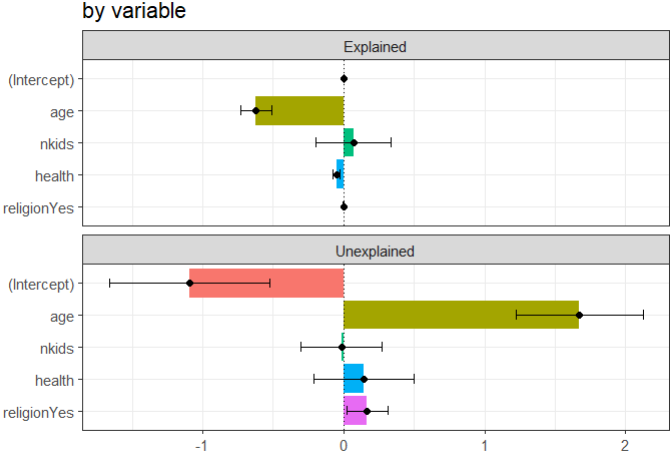 by variable
Explained
(Intercept)
age
nkids
health
religionYes
Unexplained
(Intercept)
age
nkids
health
religionYes
-1 0 1 2